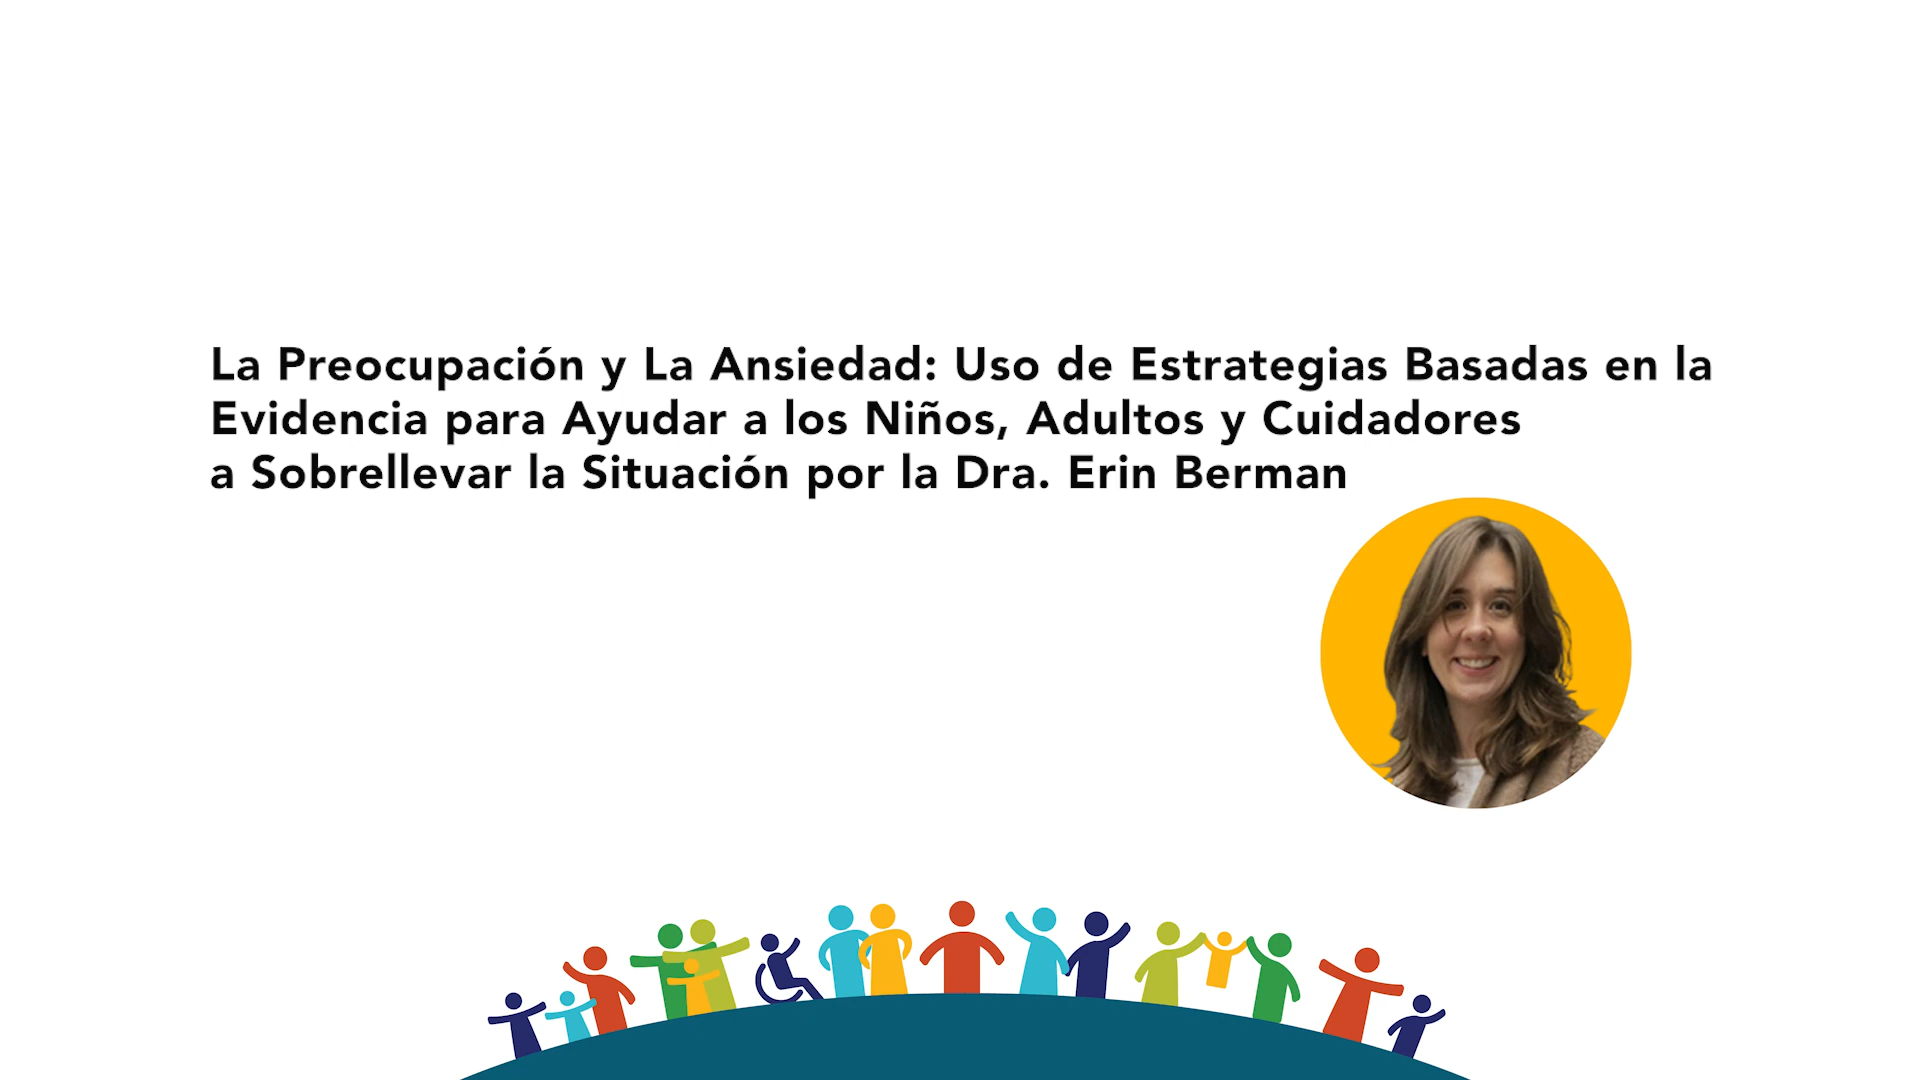 La Preocupación y La Ansiedad: Uso de Estrategias Basadas en la
Evidencia para Ayudar a los Niños, Adultos y Cuidadores
a Sobrellevar la Situación por la Dra. Erin Berman